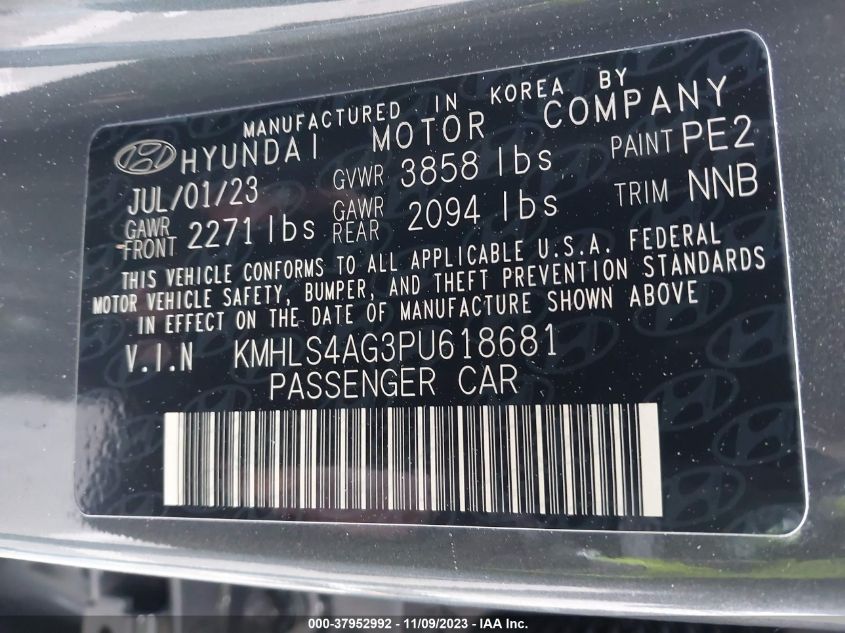 MANUFACTURED IN KOREA BY
HYUNDAI MOTOR COMPANY
JUL/01/23 GVWR 3858 lbs PAINT PE2
GAWR FRONT 2271 lbs GAWR REAR 2094 lbs TRIM NNB
THIS VEHICLE CONFORMS TO ALL APPLICABLE U.S.A. FEDERAL
MOTOR VEHICLE SAFETY, BUMPER, AND THEFT PREVENTION STANDARDS
IN EFFECT ON THE DATE OF MANUFACTURE SHOWN ABOVE
V.I.N KMHLS4AG3PU618681
PASSENGER CAR
000-37952992 - 11/09/2023 - IAA Inc.